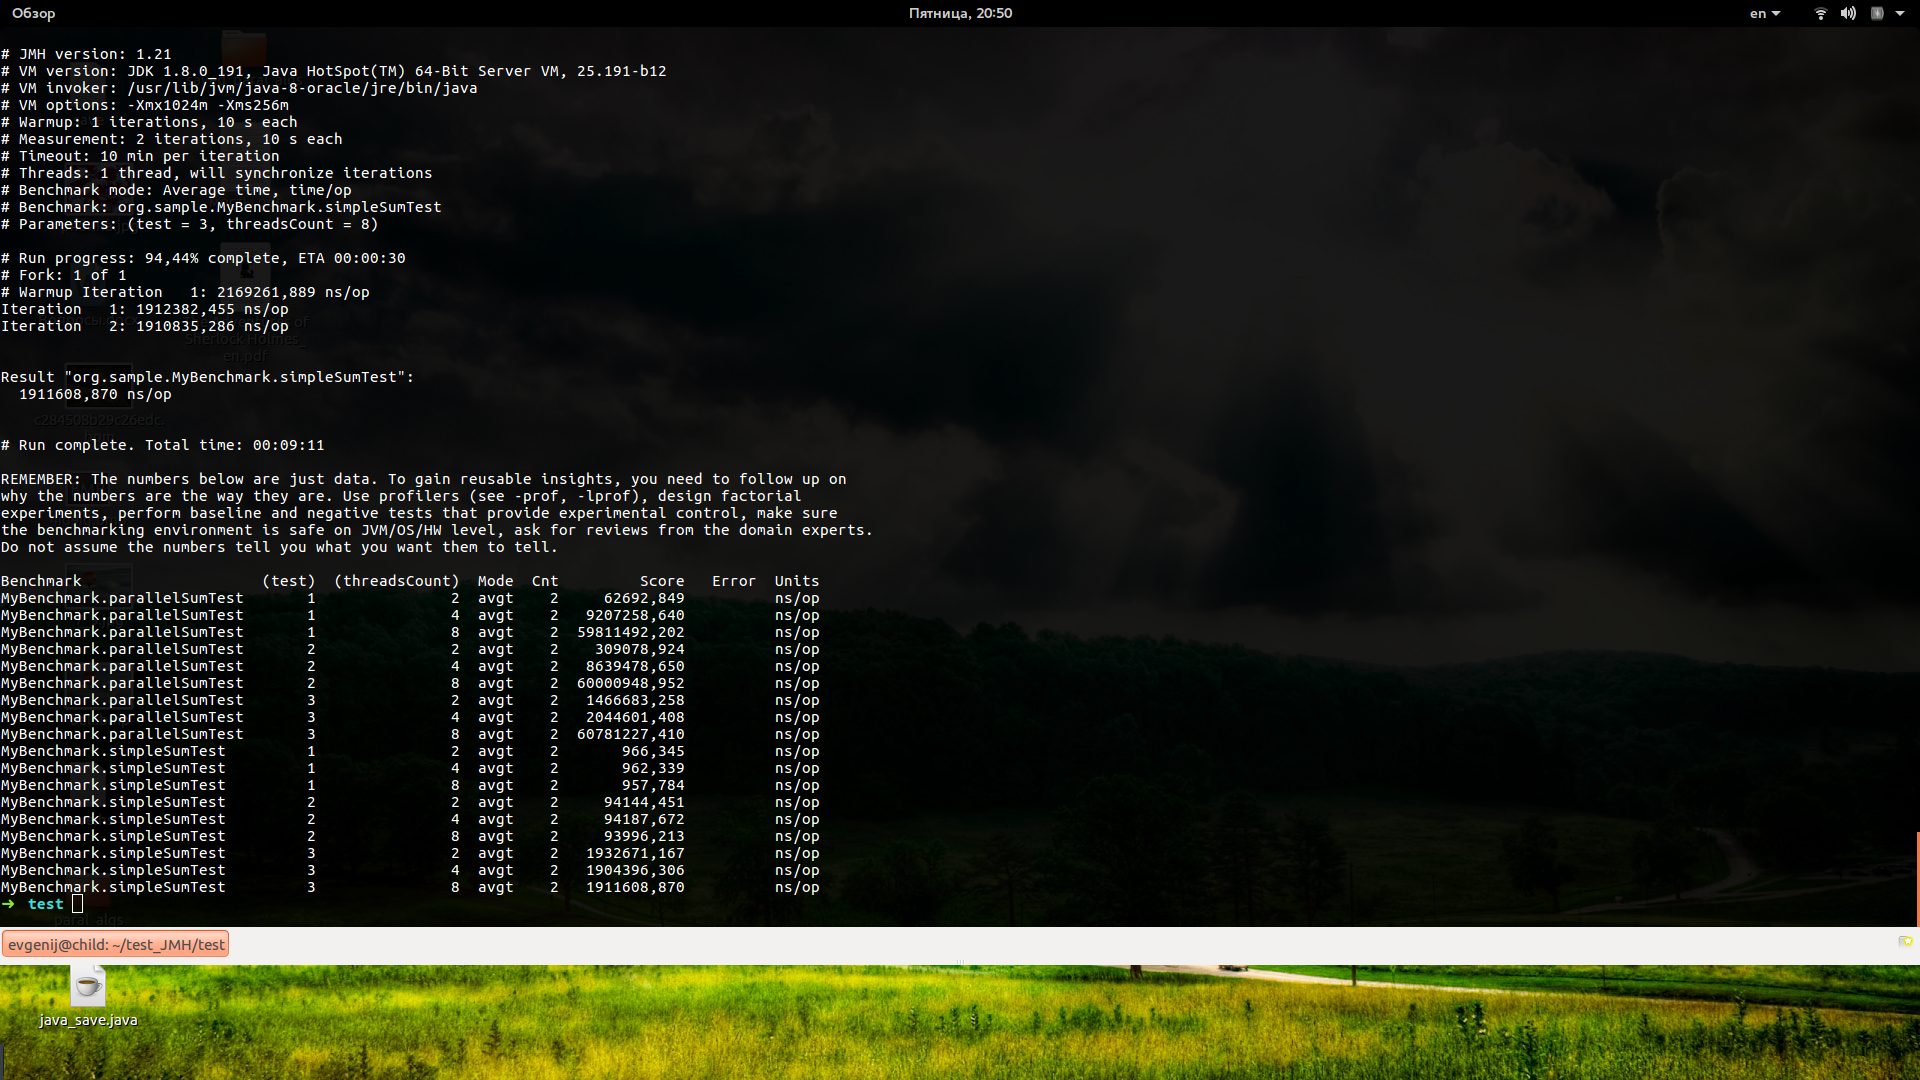 Обзор
Пятница, 20:50
en
# JMH version: 1.21
# VM version: JDK 1.8.0_191, Java HotSpot(TM) 64-Bit Server VM, 25.191-b12
# VM invoker: /usr/lib/jvm/java-8-oracle/jre/bin/java
# VM options: -Xmx1024m -Xms256m
# Warmup: 1 iterations, 10 s each
# Measurement: 2 iterations, 10 s each
# Timeout: 10 min per iteration
# Threads: 1 thread, will synchronize iterations
# Benchmark mode: Average time, time/op
# Benchmark: org.sample.MyBenchmark.simpleSumTest
# Parameters: (test = 3, threadsCount = 8)
# Run progress: 94,44% complete, ETA 00:00:30
# Fork: 1 of 1
# Warmup Iteration   1: 2169261,889 ns/op
Iteration   1: 1912382,455 ns/op
Iteration   2: 1910835,286 ns/op
Sherlock Holmes_
en.pdf
Result "org.sample.MyBenchmark.simpleSumTest":
  1911608,870 ns/op
c284508b29c26edc.
# Run complete. Total time: 00:09:11
REMEMBER: The numbers below are just data. To gain reusable insights, you need to follow up on
why the numbers are the way they are. Use profilers (see -prof, -lprof), design factorial
experiments, perform baseline and negative tests that provide experimental control, make sure
the benchmarking environment is safe on JVM/OS/HW level, ask for reviews from the domain experts.
Do not assume the numbers tell you what you want them to tell.
Benchmark                    (test)  (threadsCount)  Mode  Cnt         Score   Error  Units
MyBenchmark.parallelSumTest       1               2  avgt    2     62692,849          ns/op
MyBenchmark.parallelSumTest       1               4  avgt    2   9207258,640          ns/op
MyBenchmark.parallelSumTest       1               8  avgt    2  59811492,202          ns/op
MyBenchmark.parallelSumTest       2               2  avgt    2    309078,924          ns/op
MyBenchmark.parallelSumTest       2               4  avgt    2   8639478,650          ns/op
MyBenchmark.parallelSumTest       2               8  avgt    2  60000948,952          ns/op
MyBenchmark.parallelSumTest       3               2  avgt    2   1466683,258          ns/op
MyBenchmark.parallelSumTest       3               4  avgt    2   2044601,408          ns/op
MyBenchmark.parallelSumTest       3               8  avgt    2  60781227,410          ns/op
MyBenchmark.simpleSumTest         1               2  avgt    2       966,345          ns/op
MyBenchmark.simpleSumTest         1               4  avgt    2       962,339          ns/op
MyBenchmark.simpleSumTest         1               8  avgt    2       957,784          ns/op
MyBenchmark.simpleSumTest         2               2  avgt    2     94144,451          ns/op
MyBenchmark.simpleSumTest         2               4  avgt    2     94187,672          ns/op
MyBenchmark.simpleSumTest         2               8  avgt    2     93996,213          ns/op
MyBenchmark.simpleSumTest         3               2  avgt    2   1932671,167          ns/op
MyBenchmark.simpleSumTest         3               4  avgt    2   1904396,306          ns/op
MyBenchmark.simpleSumTest         3               8  avgt    2   1911608,870          ns/op
➜  test
paral_algs
evgenij@child: ~/test_JMH/test
java_save.java